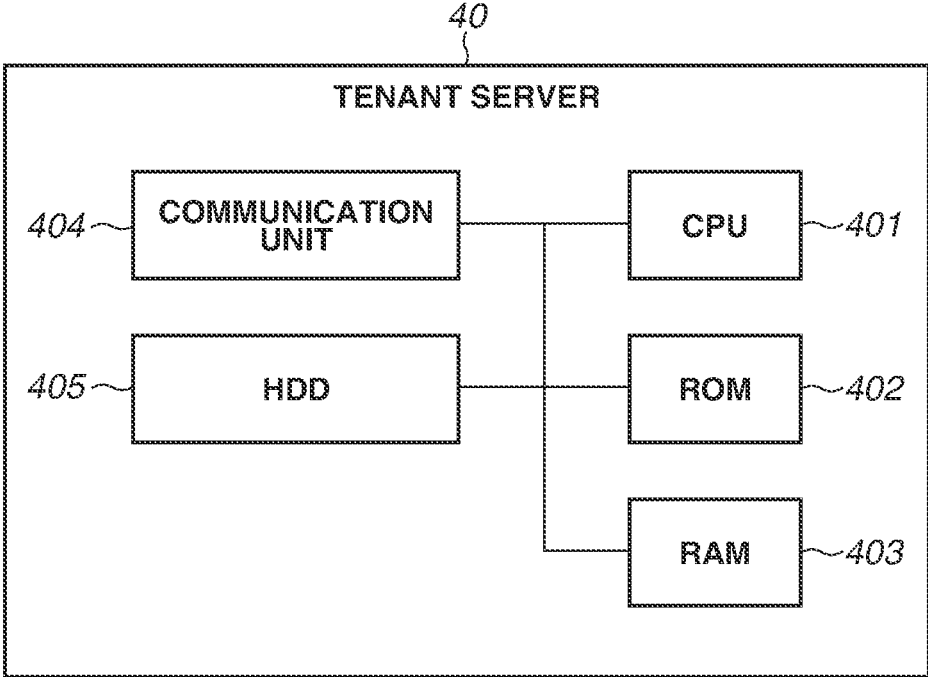 40
TENANT SERVER
404
COMMUNICATION
UNIT
CPU
401
405
HDD
ROM
402
RAM
403